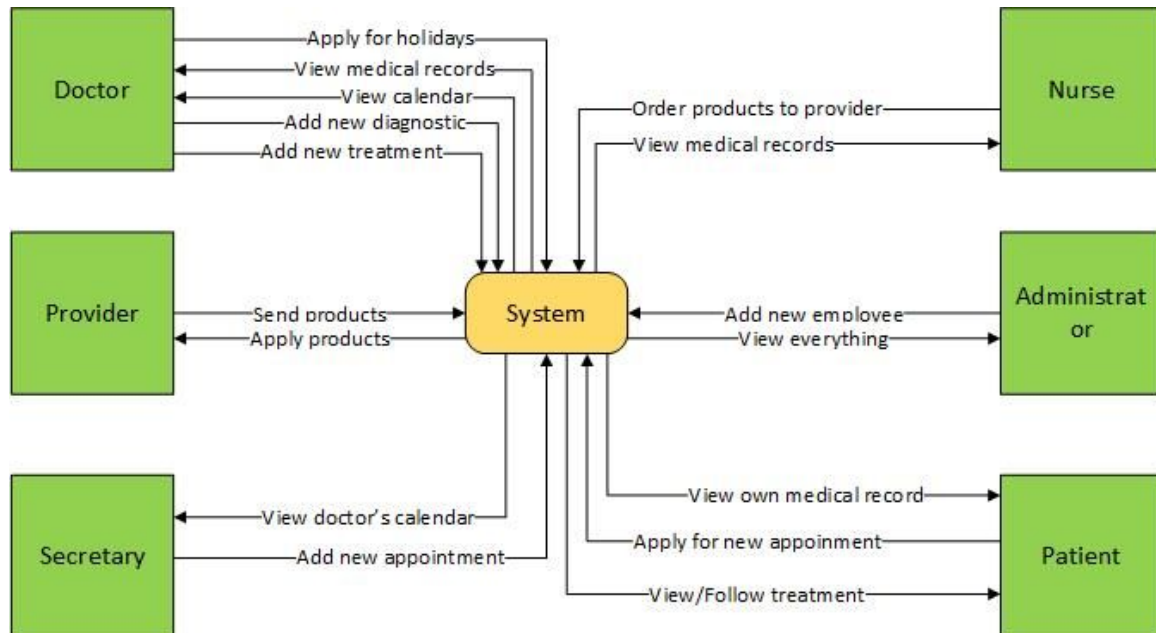 Doctor
Apply for holidays
View medical records
View calendar
Add new diagnostic
Add new treatment
Nurse
Order products to provider
View medical records
Provider
Send products
Apply products
System
Administrat
or
Add new employee
View everything
Secretary
View doctor's calendar
Add new appointment
Patient
View own medical record
Apply for new appoinment
View/Follow treatment